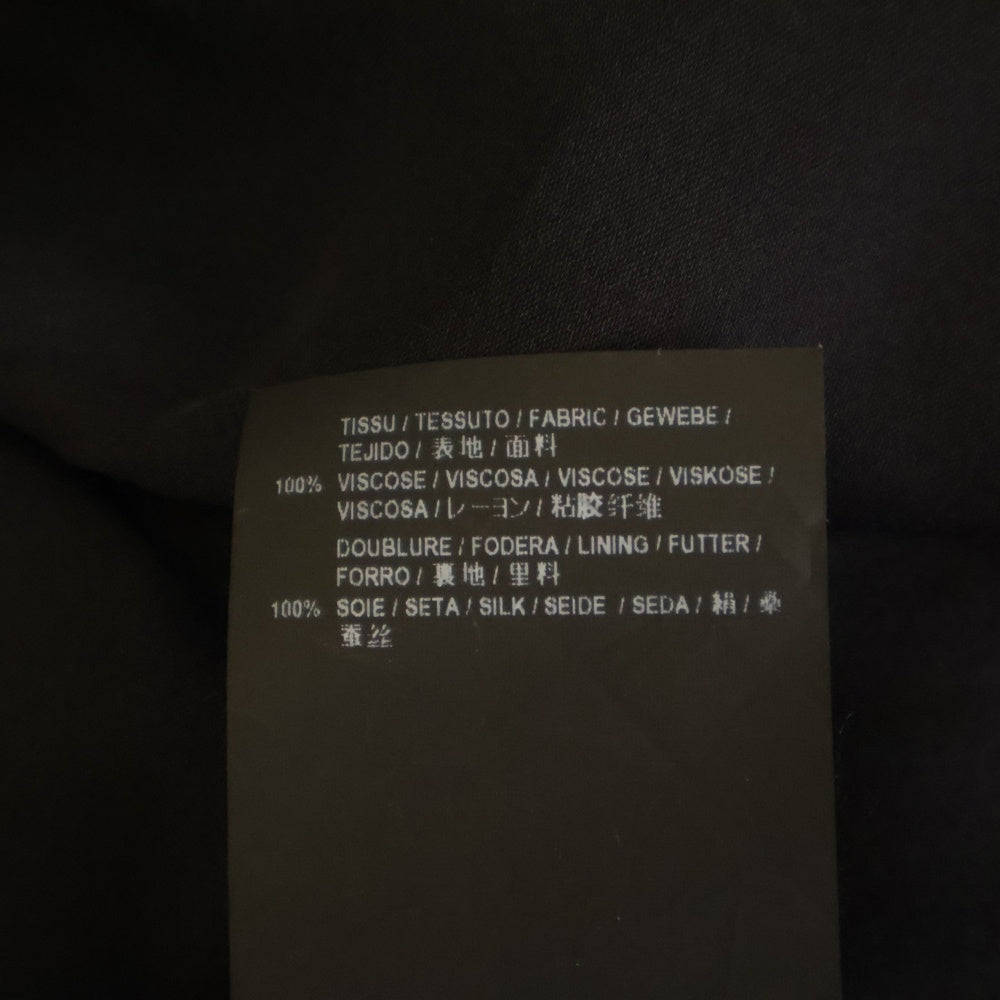 TISSU / TESSUTO / FABRIC / GEWEBE /
TEJIDO / 表地 / 面料
100% VISCOSE / VISCOSA / VISCOSE / VISKOSE /
VISCOSA / レーヨン / 粘胶纤维
DOUBLURE / FODERA / LINING / FUTTER /
FORRO / 裏地 / 里料
100% SOIE / SETA / SILK / SEIDE / SEDA / 絹 / 桑
蚕丝